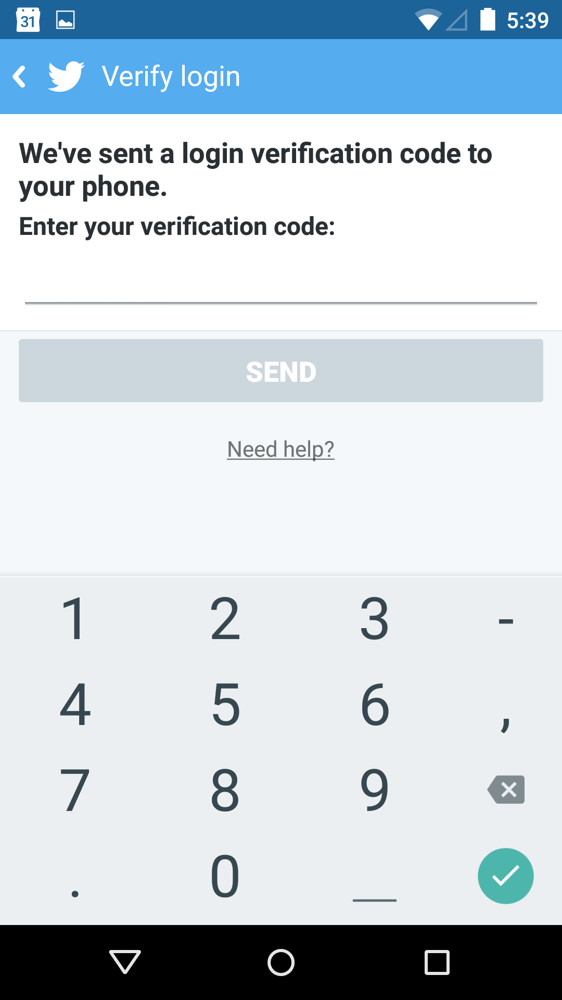 31
5:39
Verify login
We've sent a login verification code to
your phone.
Enter your verification code:
SEND
Need help?
1 2 3 -
4 5 6 ,
7 8 9
. 0